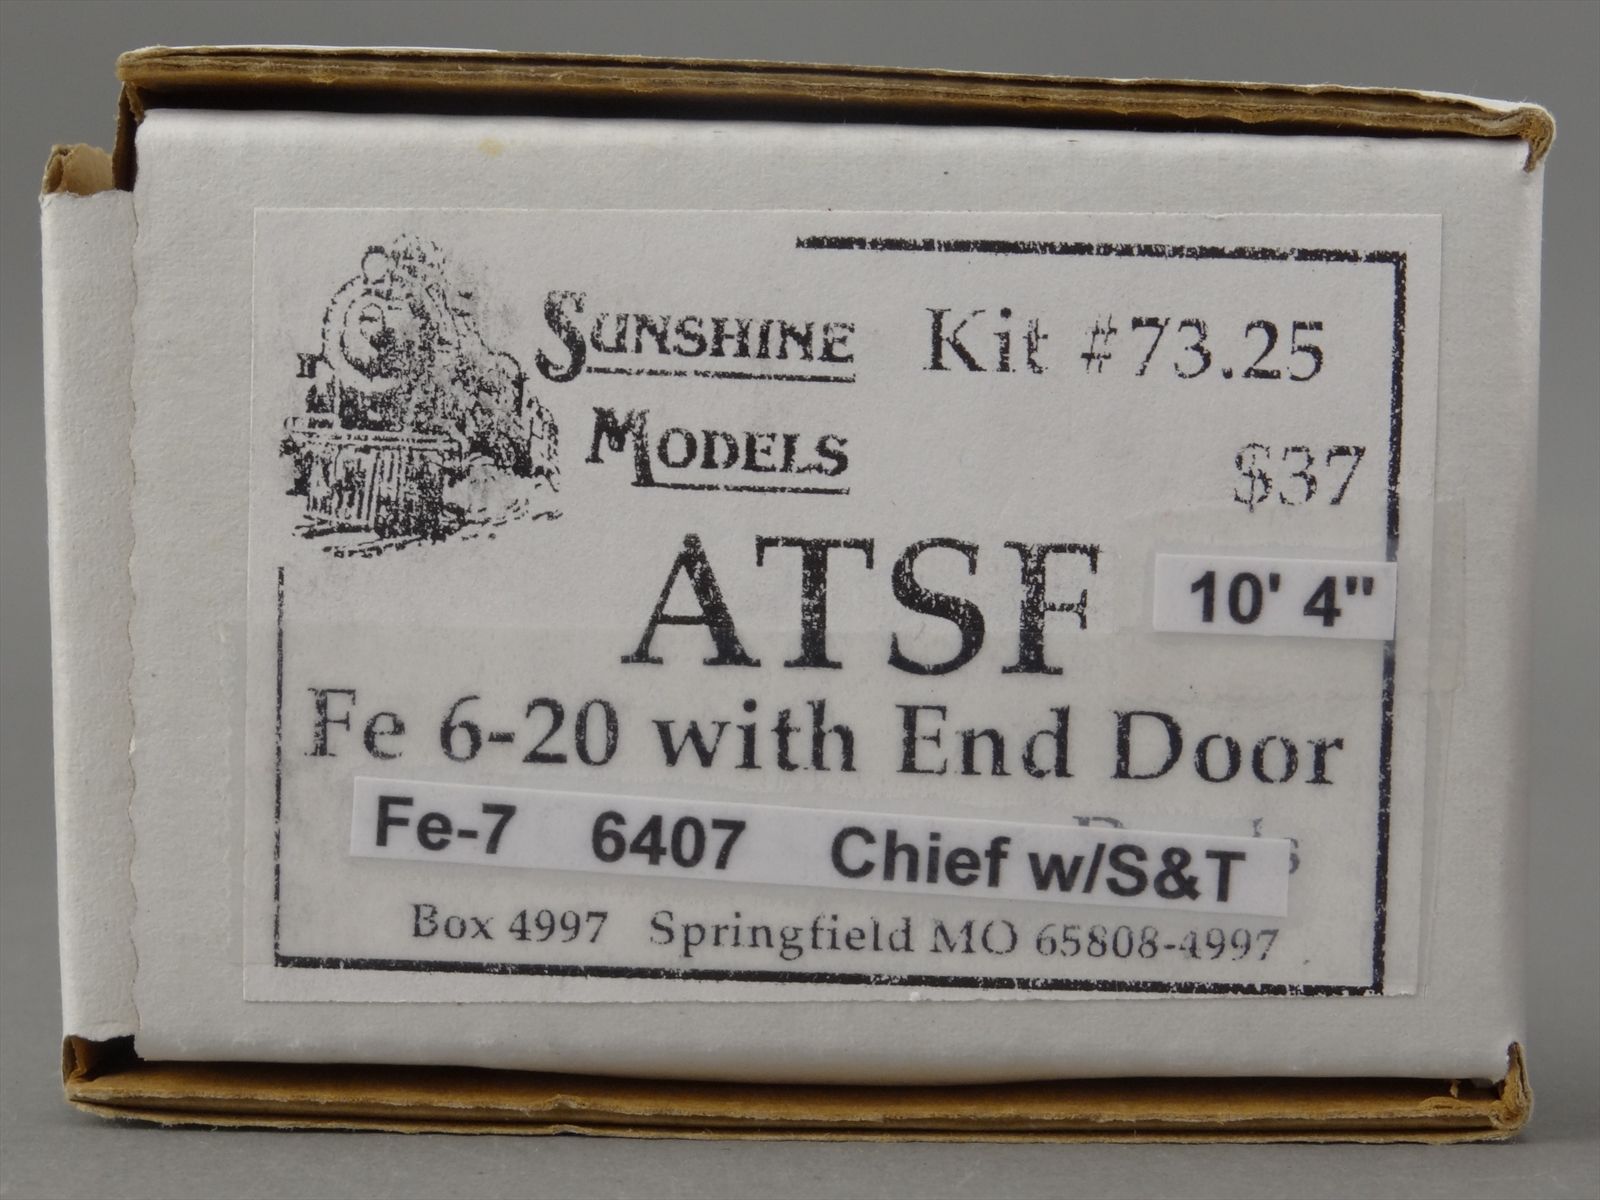 SUNSHINE Kit #73.25
MODELS
$37
ATSF 10' 4"
Fe 6-20 with End Door
Fe-7 6407 Chief w/S&T
Box 4997 Springfield MO 65808-4997